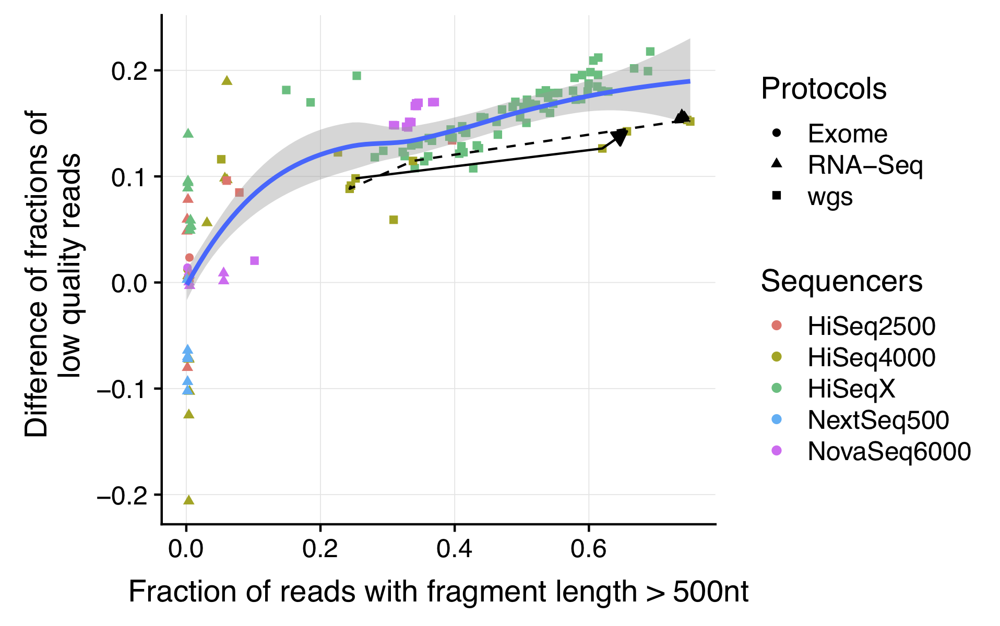 Difference of fractions of
low quality reads
0.2
0.1
0.0
−0.1
−0.2
0.0 0.2 0.4 0.6
Fraction of reads with fragment length > 500nt
Protocols
Exome
RNA−Seq
wgs
Sequencers
HiSeq2500
HiSeq4000
HiSeqX
NextSeq500
NovaSeq6000